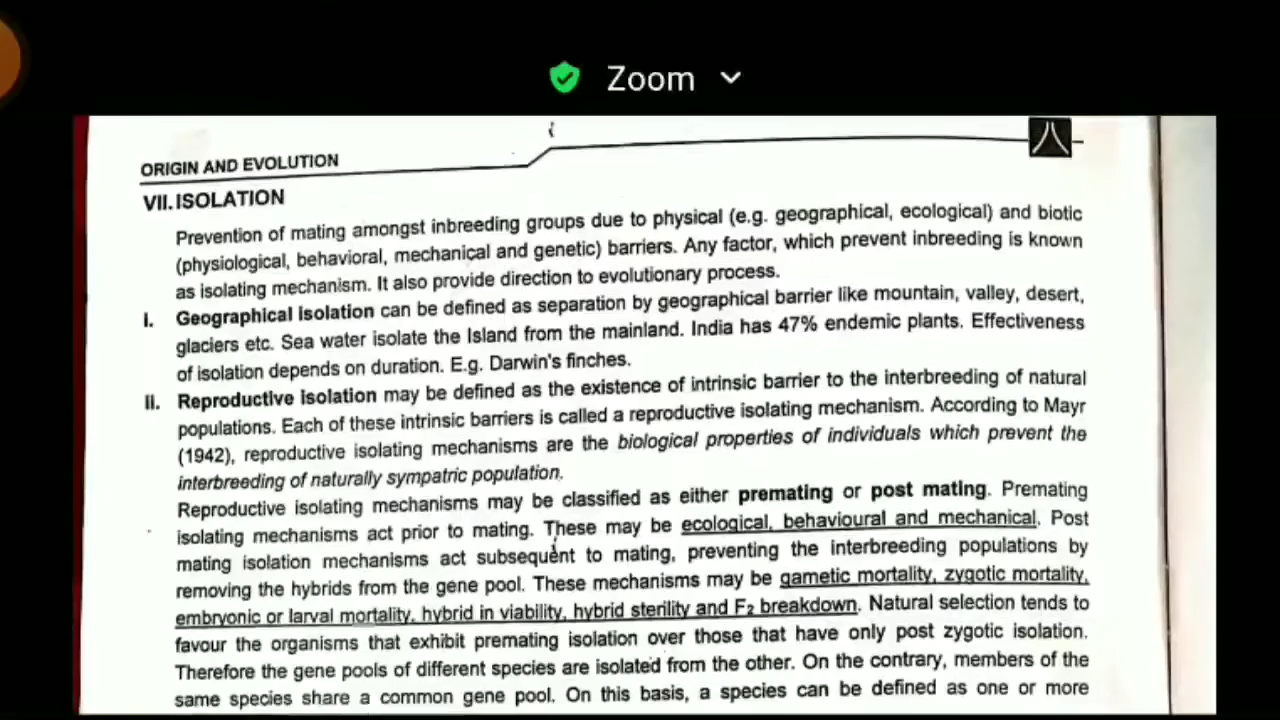 Zoom
ORIGIN AND EVOLUTION
VII. ISOLATION
Prevention of mating amongst inbreeding groups due to physical (e.g. geographical, ecological) and biotic
(physiological, behavioral, mechanical and genetic) barriers. Any factor, which prevent inbreeding is known
as isolating mechanism. It also provide direction to evolutionary process.
I. Geographical isolation can be defined as separation by geographical barrier like mountain, valley, desert,
glaciers etc. Sea water isolate the Island from the mainland. India has 47% endemic plants. Effectiveness
of isolation depends on duration. E.g. Darwin's finches.
II. Reproductive isolation may be defined as the existence of intrinsic barrier to the interbreeding of natural
populations. Each of these intrinsic barriers is called a reproductive isolating mechanism. According to Mayr
(1942), reproductive isolating mechanisms are the biological properties of individuals which prevent the
interbreeding of naturally sympatric population.
Reproductive isolating mechanisms may be classified as either premating or post mating. Premating
isolating mechanisms act prior to mating. These may be ecological, behavioural and mechanical. Post
mating isolation mechanisms act subsequent to mating, preventing the interbreeding populations by
removing the hybrids from the gene pool. These mechanisms may be gametic mortality, zygotic mortality,
embryonic or larval mortality, hybrid in viability, hybrid sterility and F₂ breakdown. Natural selection tends to
favour the organisms that exhibit premating isolation over those that have only post zygotic isolation.
Therefore the gene pools of different species are isolated from the other. On the contrary, members of the
same species share a common gene pool. On this basis, a species can be defined as one or more